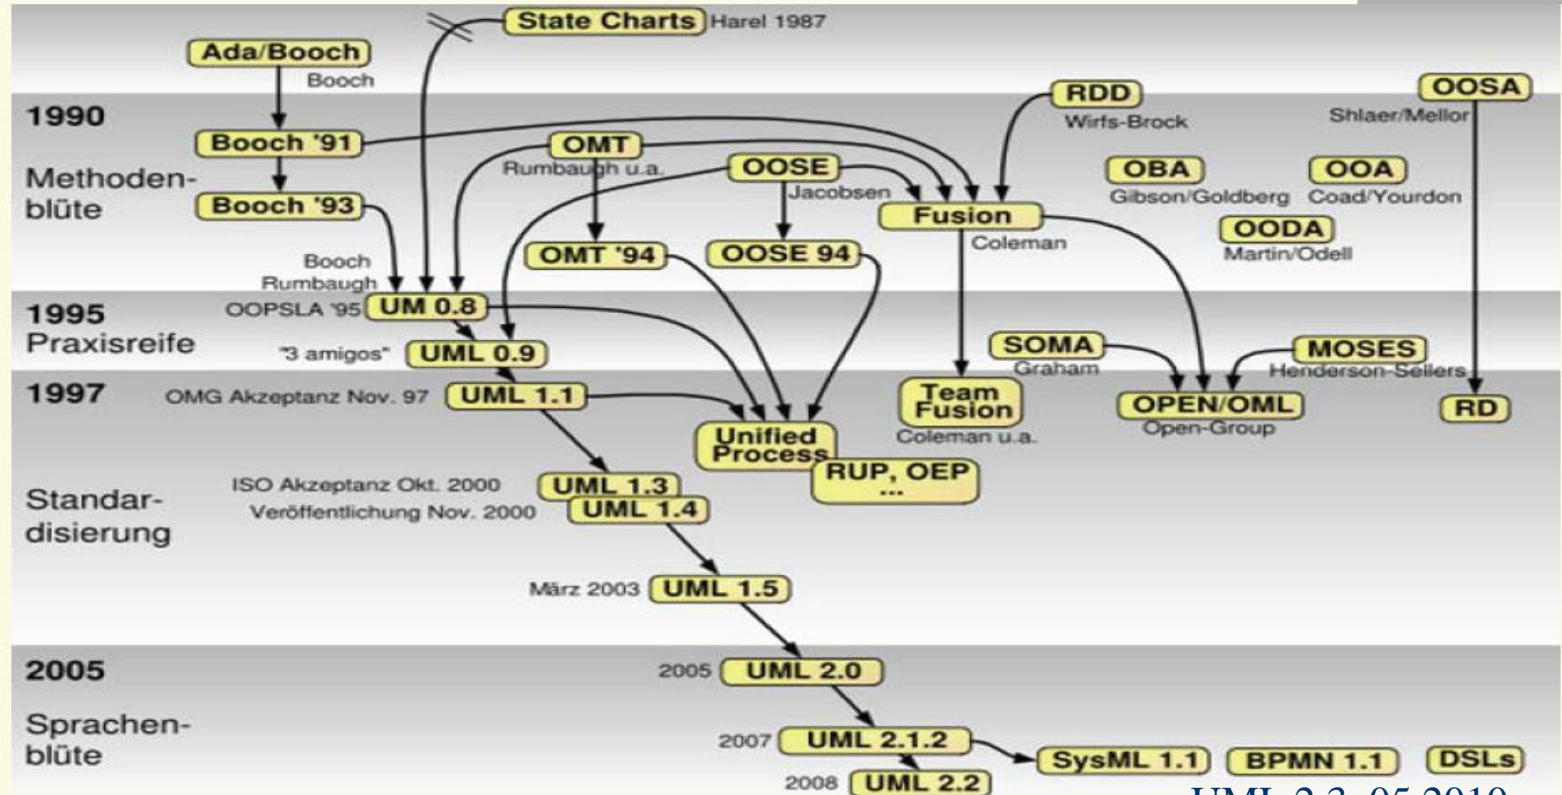 State Charts Harel 1987
Ada/Booch
Booch
RDD
Wirfs-Brock
OOSA
Shlaer/Mellor
1990
Methoden-
blüte
Booch '91
OMT
Rumbaugh u.a.
OOSE
Jacobsen
OBA
Gibson/Goldberg
OOA
Coad/Yourdon
Booch '93
Fusion
Coleman
OODA
Martin/Odell
OMT '94
OOSE 94
Booch
Rumbaugh
OOPSLA '95 UM 0.8
1995
Praxisreife
"3 amigos" UML 0.9
SOMA
Graham
MOSES
Henderson-Sellers
1997
OMG Akzeptanz Nov. 97 UML 1.1
Team
Fusion
Coleman u.a.
OPEN/OML
Open-Group
RD
Unified
Process
RUP, OEP
...
Standar-
disierung
ISO Akzeptanz Okt. 2000 UML 1.3
Veröffentlichung Nov. 2000 UML 1.4
März 2003 UML 1.5
2005
Sprachen-
blüte
2005 UML 2.0
2007 UML 2.1.2
SysML 1.1
BPMN 1.1
DSLs
2008 UML 2.2
UML 2.3 05.2010